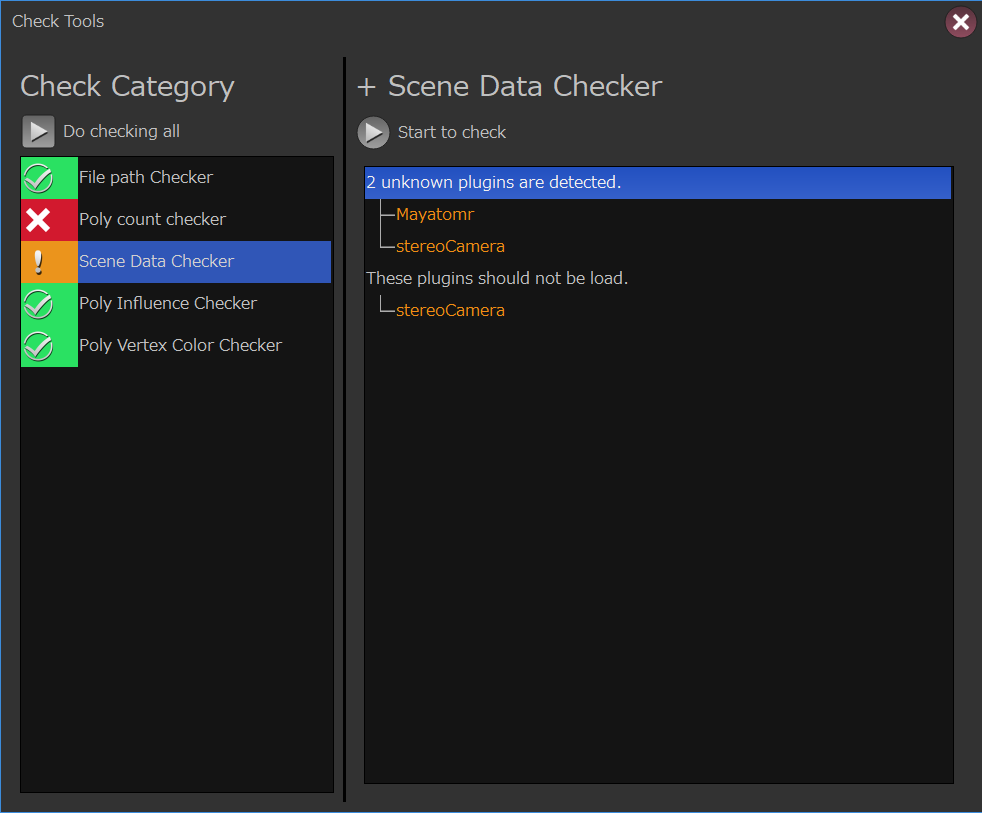 Check Tools
Check Category
Do checking all
File path Checker
Poly count checker
Scene Data Checker
Poly Influence Checker
Poly Vertex Color Checker
+ Scene Data Checker
Start to check
2 unknown plugins are detected.
Mayatomr
stereoCamera
These plugins should not be load.
stereoCamera